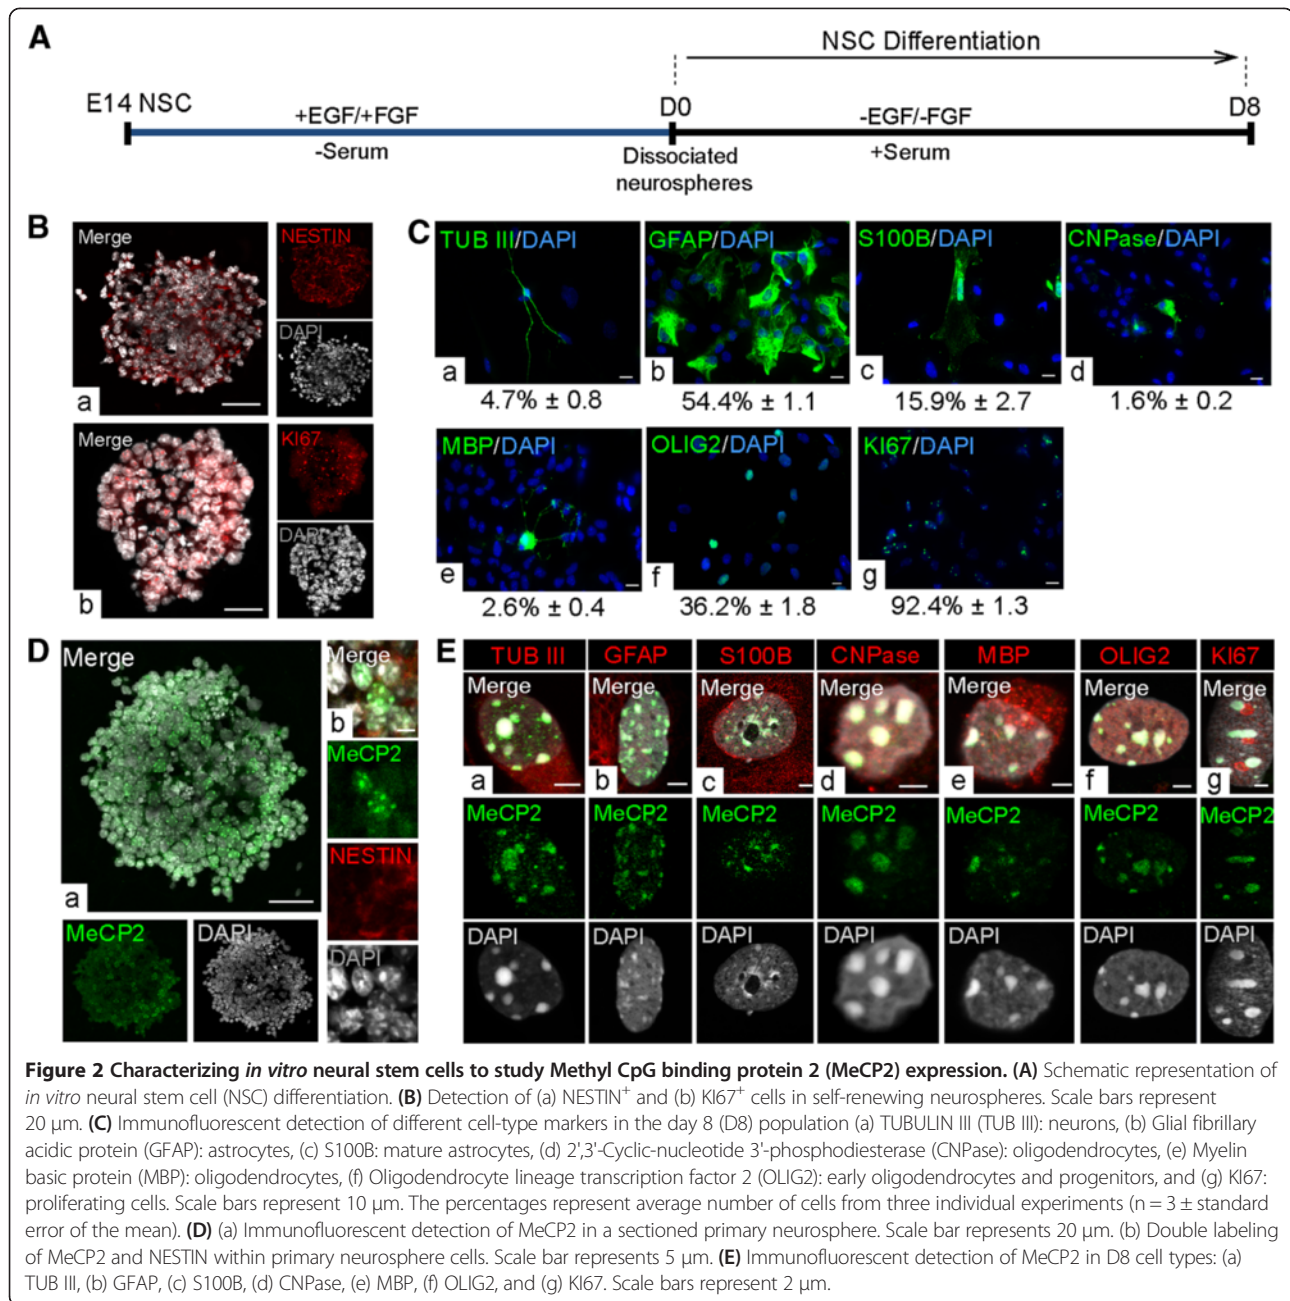 A
NSC Differentiation
E14 NSC
+EGF/+FGF
D0
-EGF/-FGF
D8
-Serum
Dissociated
neurospheres
+Serum
B
Merge
a
NESTIN
DAPI
Merge
b
KI67
DAPI
C
TUB III/DAPI
a
4.7% ± 0.8
GFAP/DAPI
b
54.4% ± 1.1
S100B/DAPI
c
15.9% ± 2.7
CNPase/DAPI
d
1.6% ± 0.2
MBP/DAPI
e
2.6% ± 0.4
OLIG2/DAPI
f
36.2% ± 1.8
KI67/DAPI
g
92.4% ± 1.3
D
Merge
a
MeCP2
DAPI
Merge
b
MeCP2
NESTIN
DAPI
E
TUB III GFAP S100B CNPase MBP OLIG2 KI67
Merge Merge Merge Merge Merge Merge Merge
a b c d e f g
MeCP2 MeCP2 MeCP2 MeCP2 MeCP2 MeCP2 MeCP2
DAPI DAPI DAPI DAPI DAPI DAPI DAPI
Figure 2 Characterizing in vitro neural stem cells to study Methyl CpG binding protein 2 (MeCP2) expression. (A) Schematic representation of
in vitro neural stem cell (NSC) differentiation. (B) Detection of (a) NESTIN+ and (b) KI67+ cells in self-renewing neurospheres. Scale bars represent
20 μm. (C) Immunofluorescent detection of different cell-type markers in the day 8 (D8) population (a) TUBULIN III (TUB III): neurons, (b) Glial fibrillary
acidic protein (GFAP): astrocytes, (c) S100B: mature astrocytes, (d) 2',3'-Cyclic-nucleotide 3'-phosphodiesterase (CNPase): oligodendrocytes, (e) Myelin
basic protein (MBP): oligodendrocytes, (f) Oligodendrocyte lineage transcription factor 2 (OLIG2): early oligodendrocytes and progenitors, and (g) KI67:
proliferating cells. Scale bars represent 10 μm. The percentages represent average number of cells from three individual experiments (n = 3 ± standard
error of the mean). (D) (a) Immunofluorescent detection of MeCP2 in a sectioned primary neurosphere. Scale bar represents 20 μm. (b) Double labeling
of MeCP2 and NESTIN within primary neurosphere cells. Scale bar represents 5 μm. (E) Immunofluorescent detection of MeCP2 in D8 cell types: (a)
TUB III, (b) GFAP, (c) S100B, (d) CNPase, (e) MBP, (f) OLIG2, and (g) KI67. Scale bars represent 2 μm.